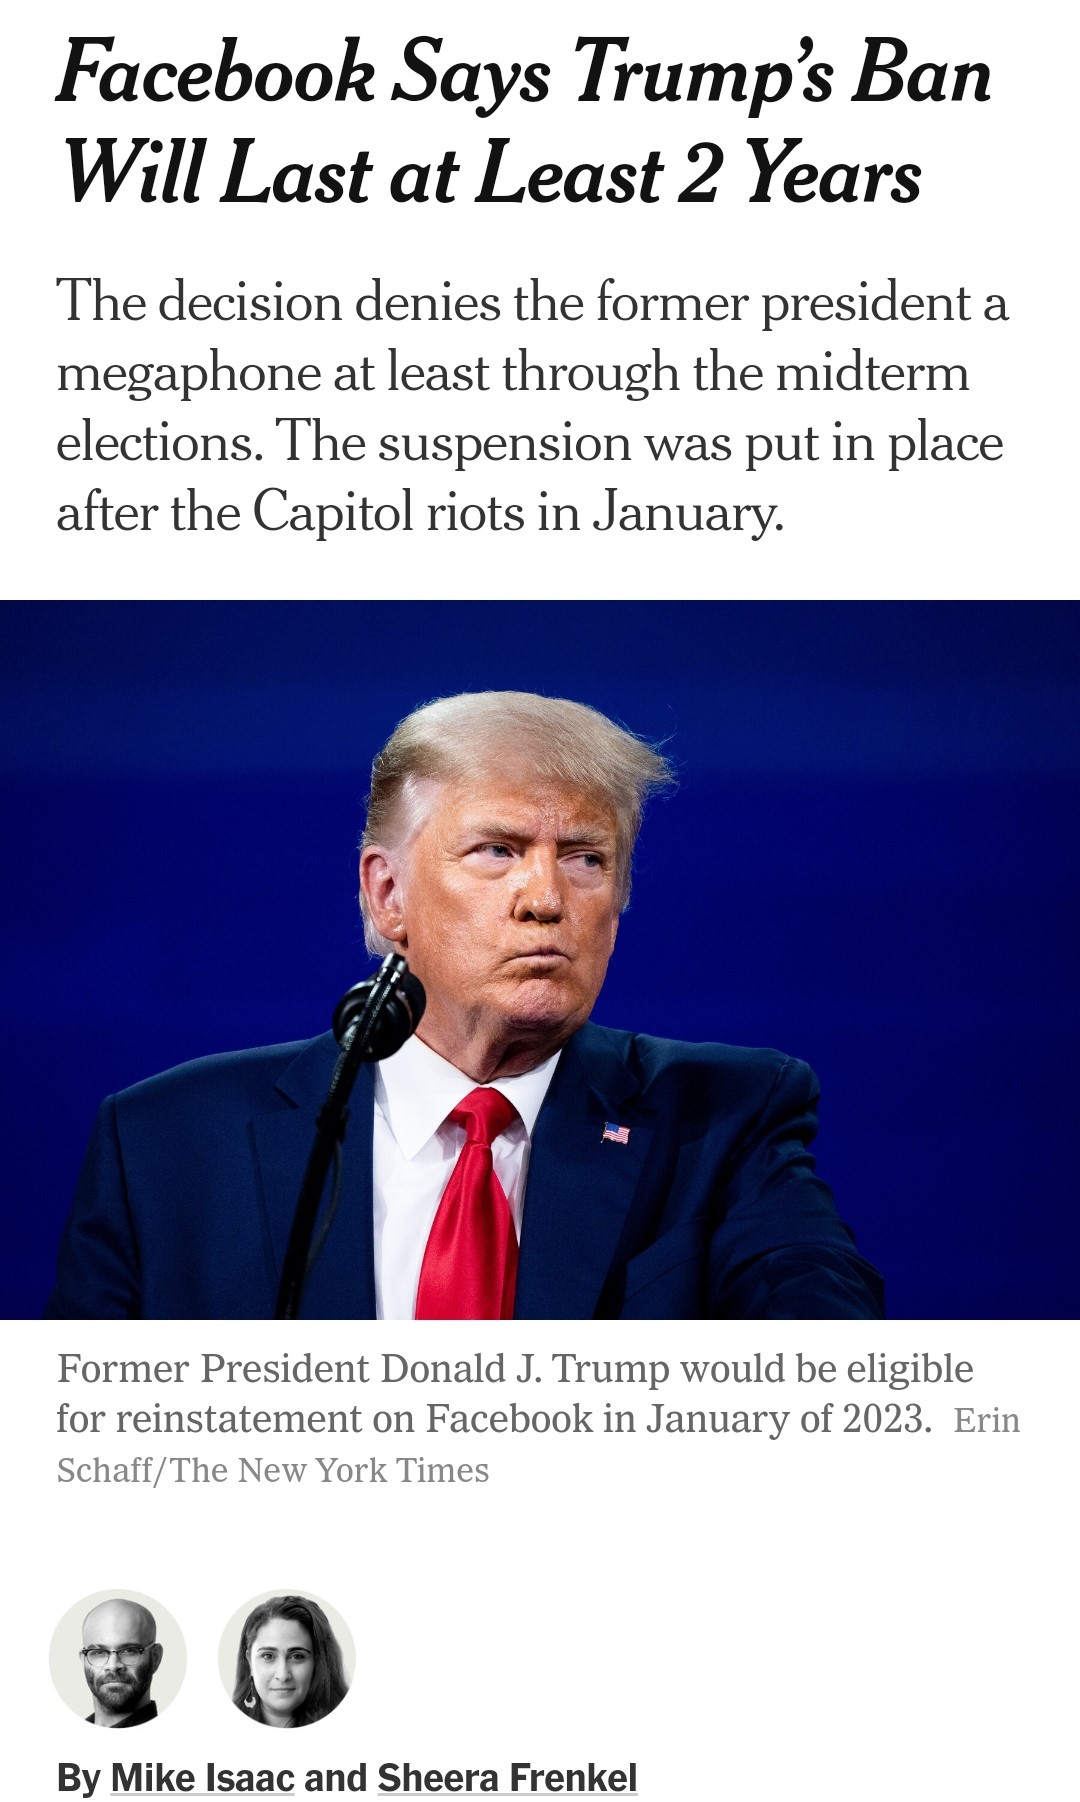 Facebook Says Trump’s Ban
Will Last at Least 2 Years
The decision denies the former president a
megaphone at least through the midterm
elections. The suspension was put in place
after the Capitol riots in January.
Former President Donald J. Trump would be eligible
for reinstatement on Facebook in January of 2023. Erin
Schaff/The New York Times
By Mike Isaac and Sheera Frenkel